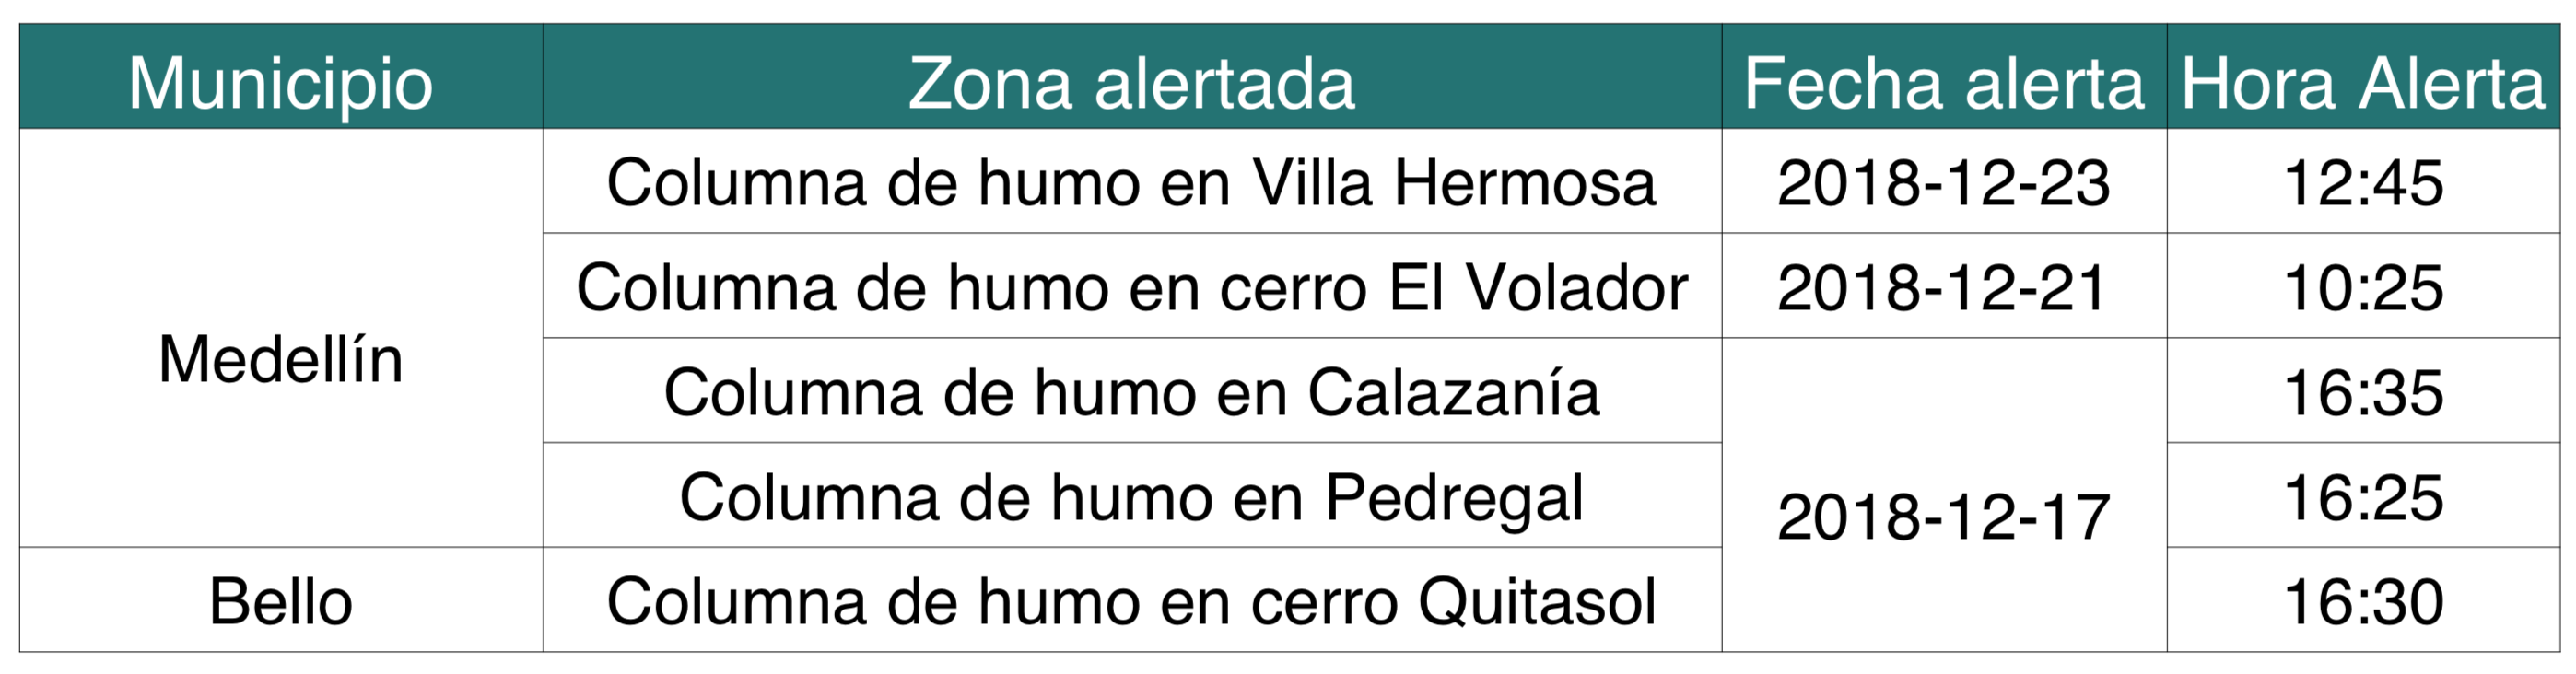 Municipio Zona alertada Fecha alerta Hora Alerta
Medellín Columna de humo en Villa Hermosa 2018-12-23 12:45
Columna de humo en cerro El Volador 2018-12-21 10:25
Columna de humo en Calazanía 2018-12-17 16:35
Columna de humo en Pedregal 16:25
Bello Columna de humo en cerro Quitasol 16:30